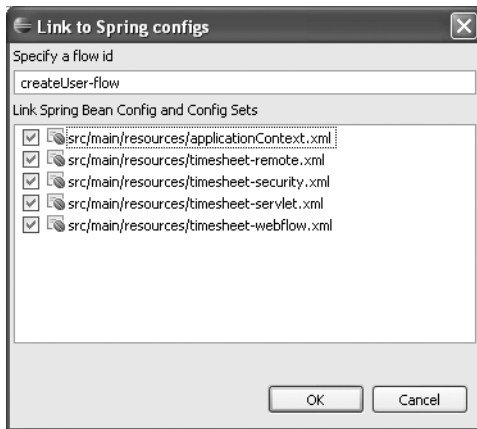 Link to Spring configs
Specify a flow id
createUser-flow
Link Spring Bean Config and Config Sets
src/main/resources/applicationContext.xml
src/main/resources/timesheet-remote.xml
src/main/resources/timesheet-security.xml
src/main/resources/timesheet-servlet.xml
src/main/resources/timesheet-webflow.xml
OK Cancel